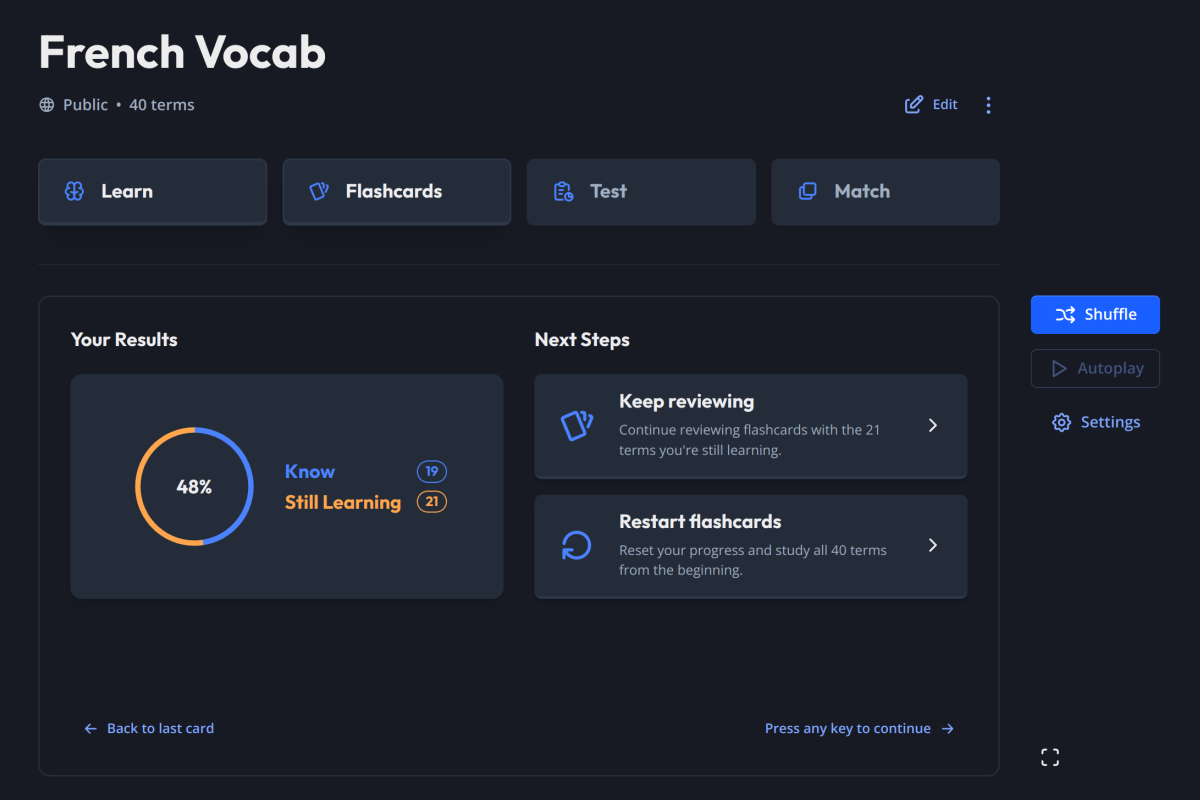 French Vocab
Public • 40 terms
Edit
Learn
Flashcards
Test
Match
Your Results
48%
Know 19
Still Learning 21
Next Steps
Keep reviewing
Continue reviewing flashcards with the 21
terms you're still learning.
Restart flashcards
Reset your progress and study all 40 terms
from the beginning.
Back to last card
Press any key to continue
Shuffle
Autoplay
Settings